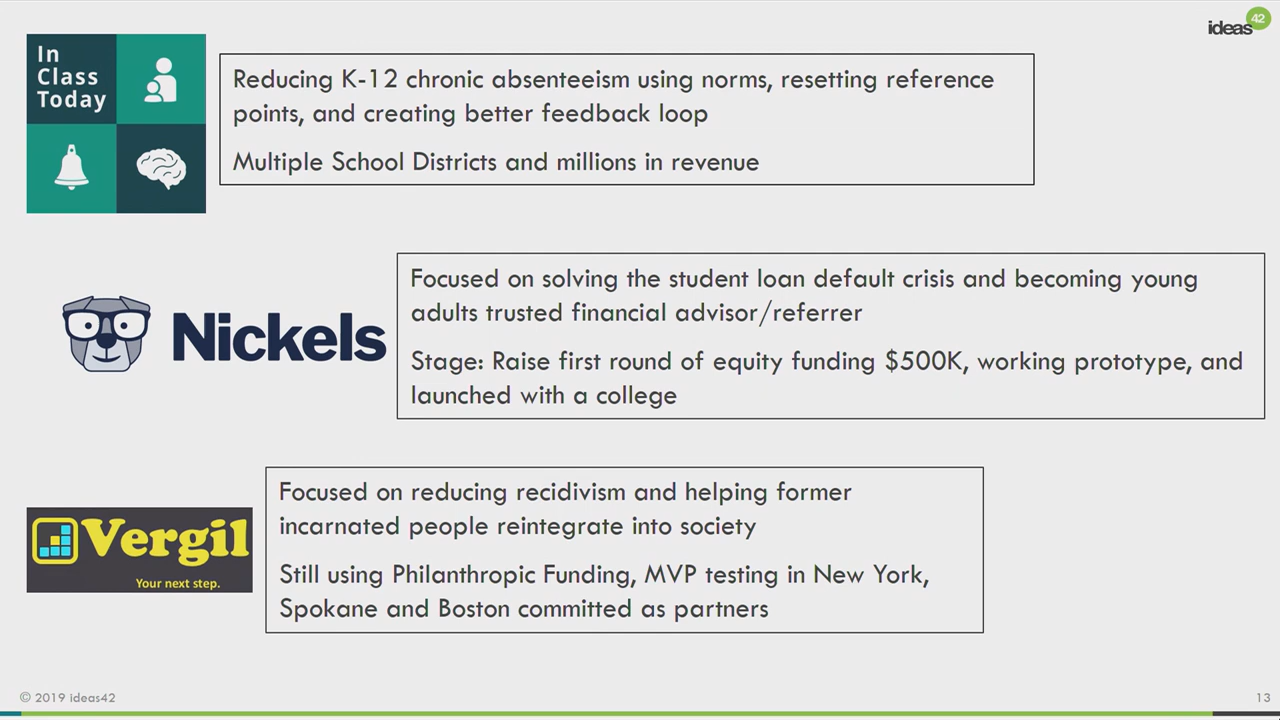 ideas42
In
Class
Today
Reducing K-12 chronic absenteeism using norms, resetting reference
points, and creating better feedback loop
Multiple School Districts and millions in revenue
Nickels
Focused on solving the student loan default crisis and becoming young
adults trusted financial advisor/referrer
Stage: Raise first round of equity funding $500K, working prototype, and
launched with a college
Vergil
Your next step.
Focused on reducing recidivism and helping former
incarnated people reintegrate into society
Still using Philanthropic Funding, MVP testing in New York,
Spokane and Boston committed as partners
© 2019 ideas42
13